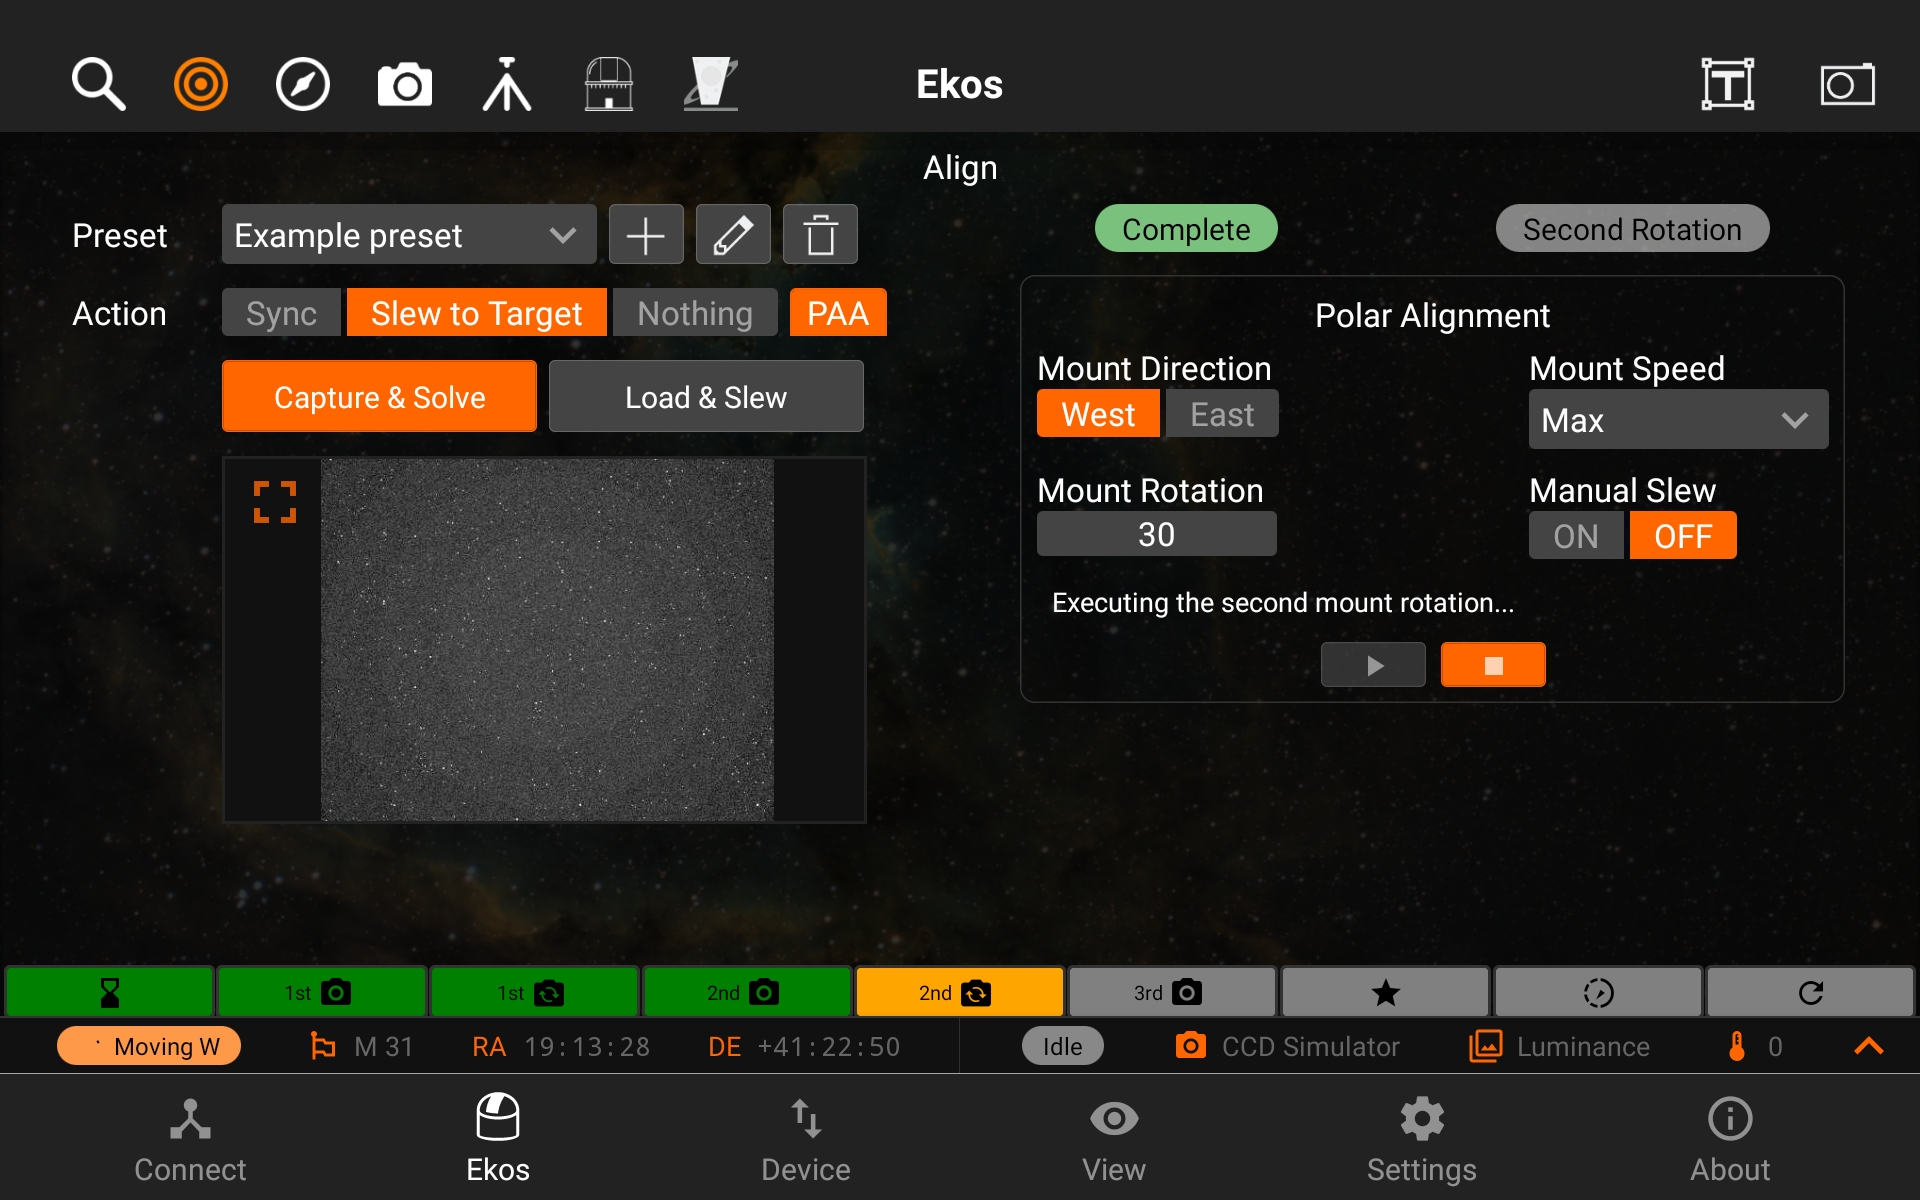 Ekos
T
Align
Preset Example preset
Complete Second Rotation
Action Sync Slew to Target Nothing PAA
Capture & Solve Load & Slew
Polar Alignment
Mount Direction Mount Speed
West East Max
Mount Rotation Manual Slew
30 ON OFF
Executing the second mount rotation...
1st 1st 2nd 2nd 3rd
Moving W M 31 RA 19:13:28 DE +41:22:50 Idle CCD Simulator Luminance 0
Connect Ekos Device View Settings About